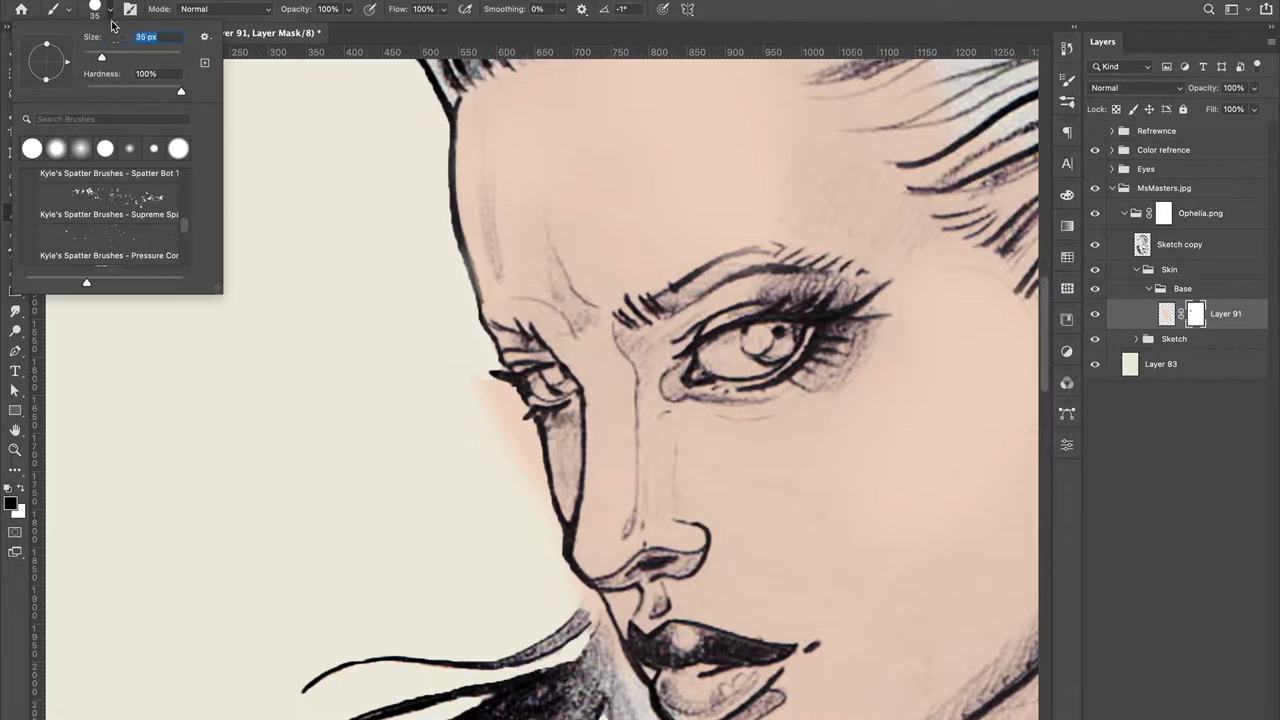 Mode: Normal Opacity: 100% Flow: 100% Smoothing: 0% -1°
35
er 91, Layer Mask/8) *
Size: 35 px
Hardness: 100%
Search Brushes
Kyle's Spatter Brushes - Spatter Bot T
Kyle's Spatter Brushes - Supreme Spa
Kyle's Spatter Brushes - Pressure Con
250 300 350 400 450 500 550 600 650 700 750 800 850 900 950 1000 1050 1100 1150 1200 1250
Layers
Kind
Normal Opacity: 100%
Lock: Fill: 100%
Refrewnce
Color refrence
Eyes
MsMasters.jpg
Ophelia.png
Sketch copy
Skin
Base
Layer 91
Sketch
Layer 83